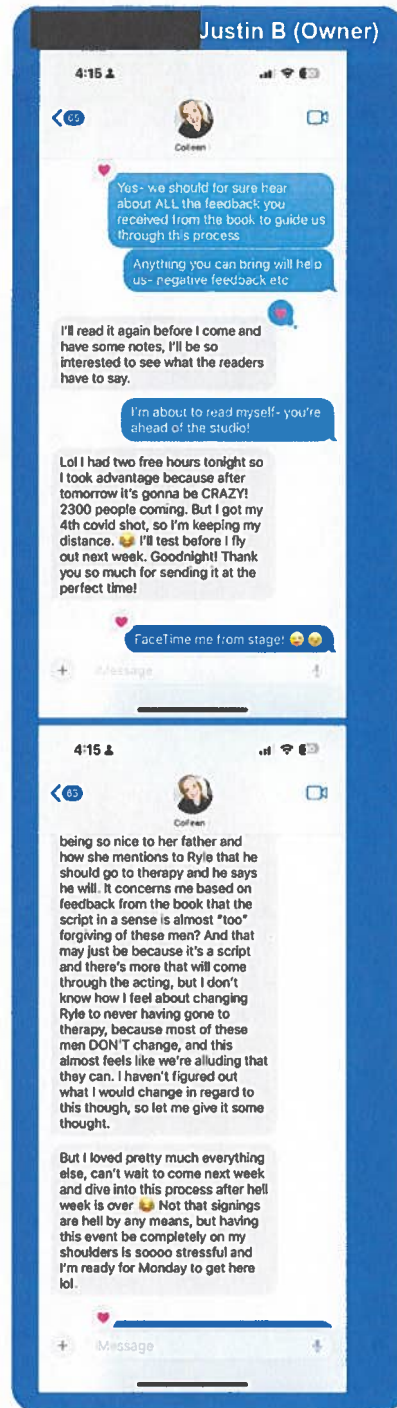 Justin B (Owner)
4:15
65
Colleen
Yes- we should for sure hear
about ALL the feedback you
received from the book to guide us
through this process
Anything you can bring will help
us- negative feedback etc
I'll read it again before I come and
have some notes, I'll be so
interested to see what the readers
have to say.
I'm about to read myself- you're
ahead of the studio!
Lol I had two free hours tonight so
I took advantage because after
tomorrow it's gonna be CRAZY!
2300 people coming. But I got my
4th covid shot, so I'm keeping my
distance. 😂 I'll test before I fly
out next week. Goodnight! Thank
you so much for sending it at the
perfect time!
FaceTime me from stage!
iMessage
4:15
65
Colleen
being so nice to her father and
how she mentions to Ryle that he
should go to therapy and he says
he will. It concerns me based on
feedback from the book that the
script in a sense is almost "too"
forgiving of these men? And that
may just be because it's a script
and there's more that will come
through the acting, but I don't
know how I feel about changing
Ryle to never having gone to
therapy, because most of these
men DON'T change, and this
almost feels like we're alluding that
they can. I haven't figured out
what I would change in regard to
this though, so let me give it some
thought.
But I loved pretty much everything
else, can't wait to come next week
and dive into this process after hell
week is over 😂 Not that signings
are hell by any means, but having
this event be completely on my
shoulders is soooo stressful and
I'm ready for Monday to get here
lol.
Message